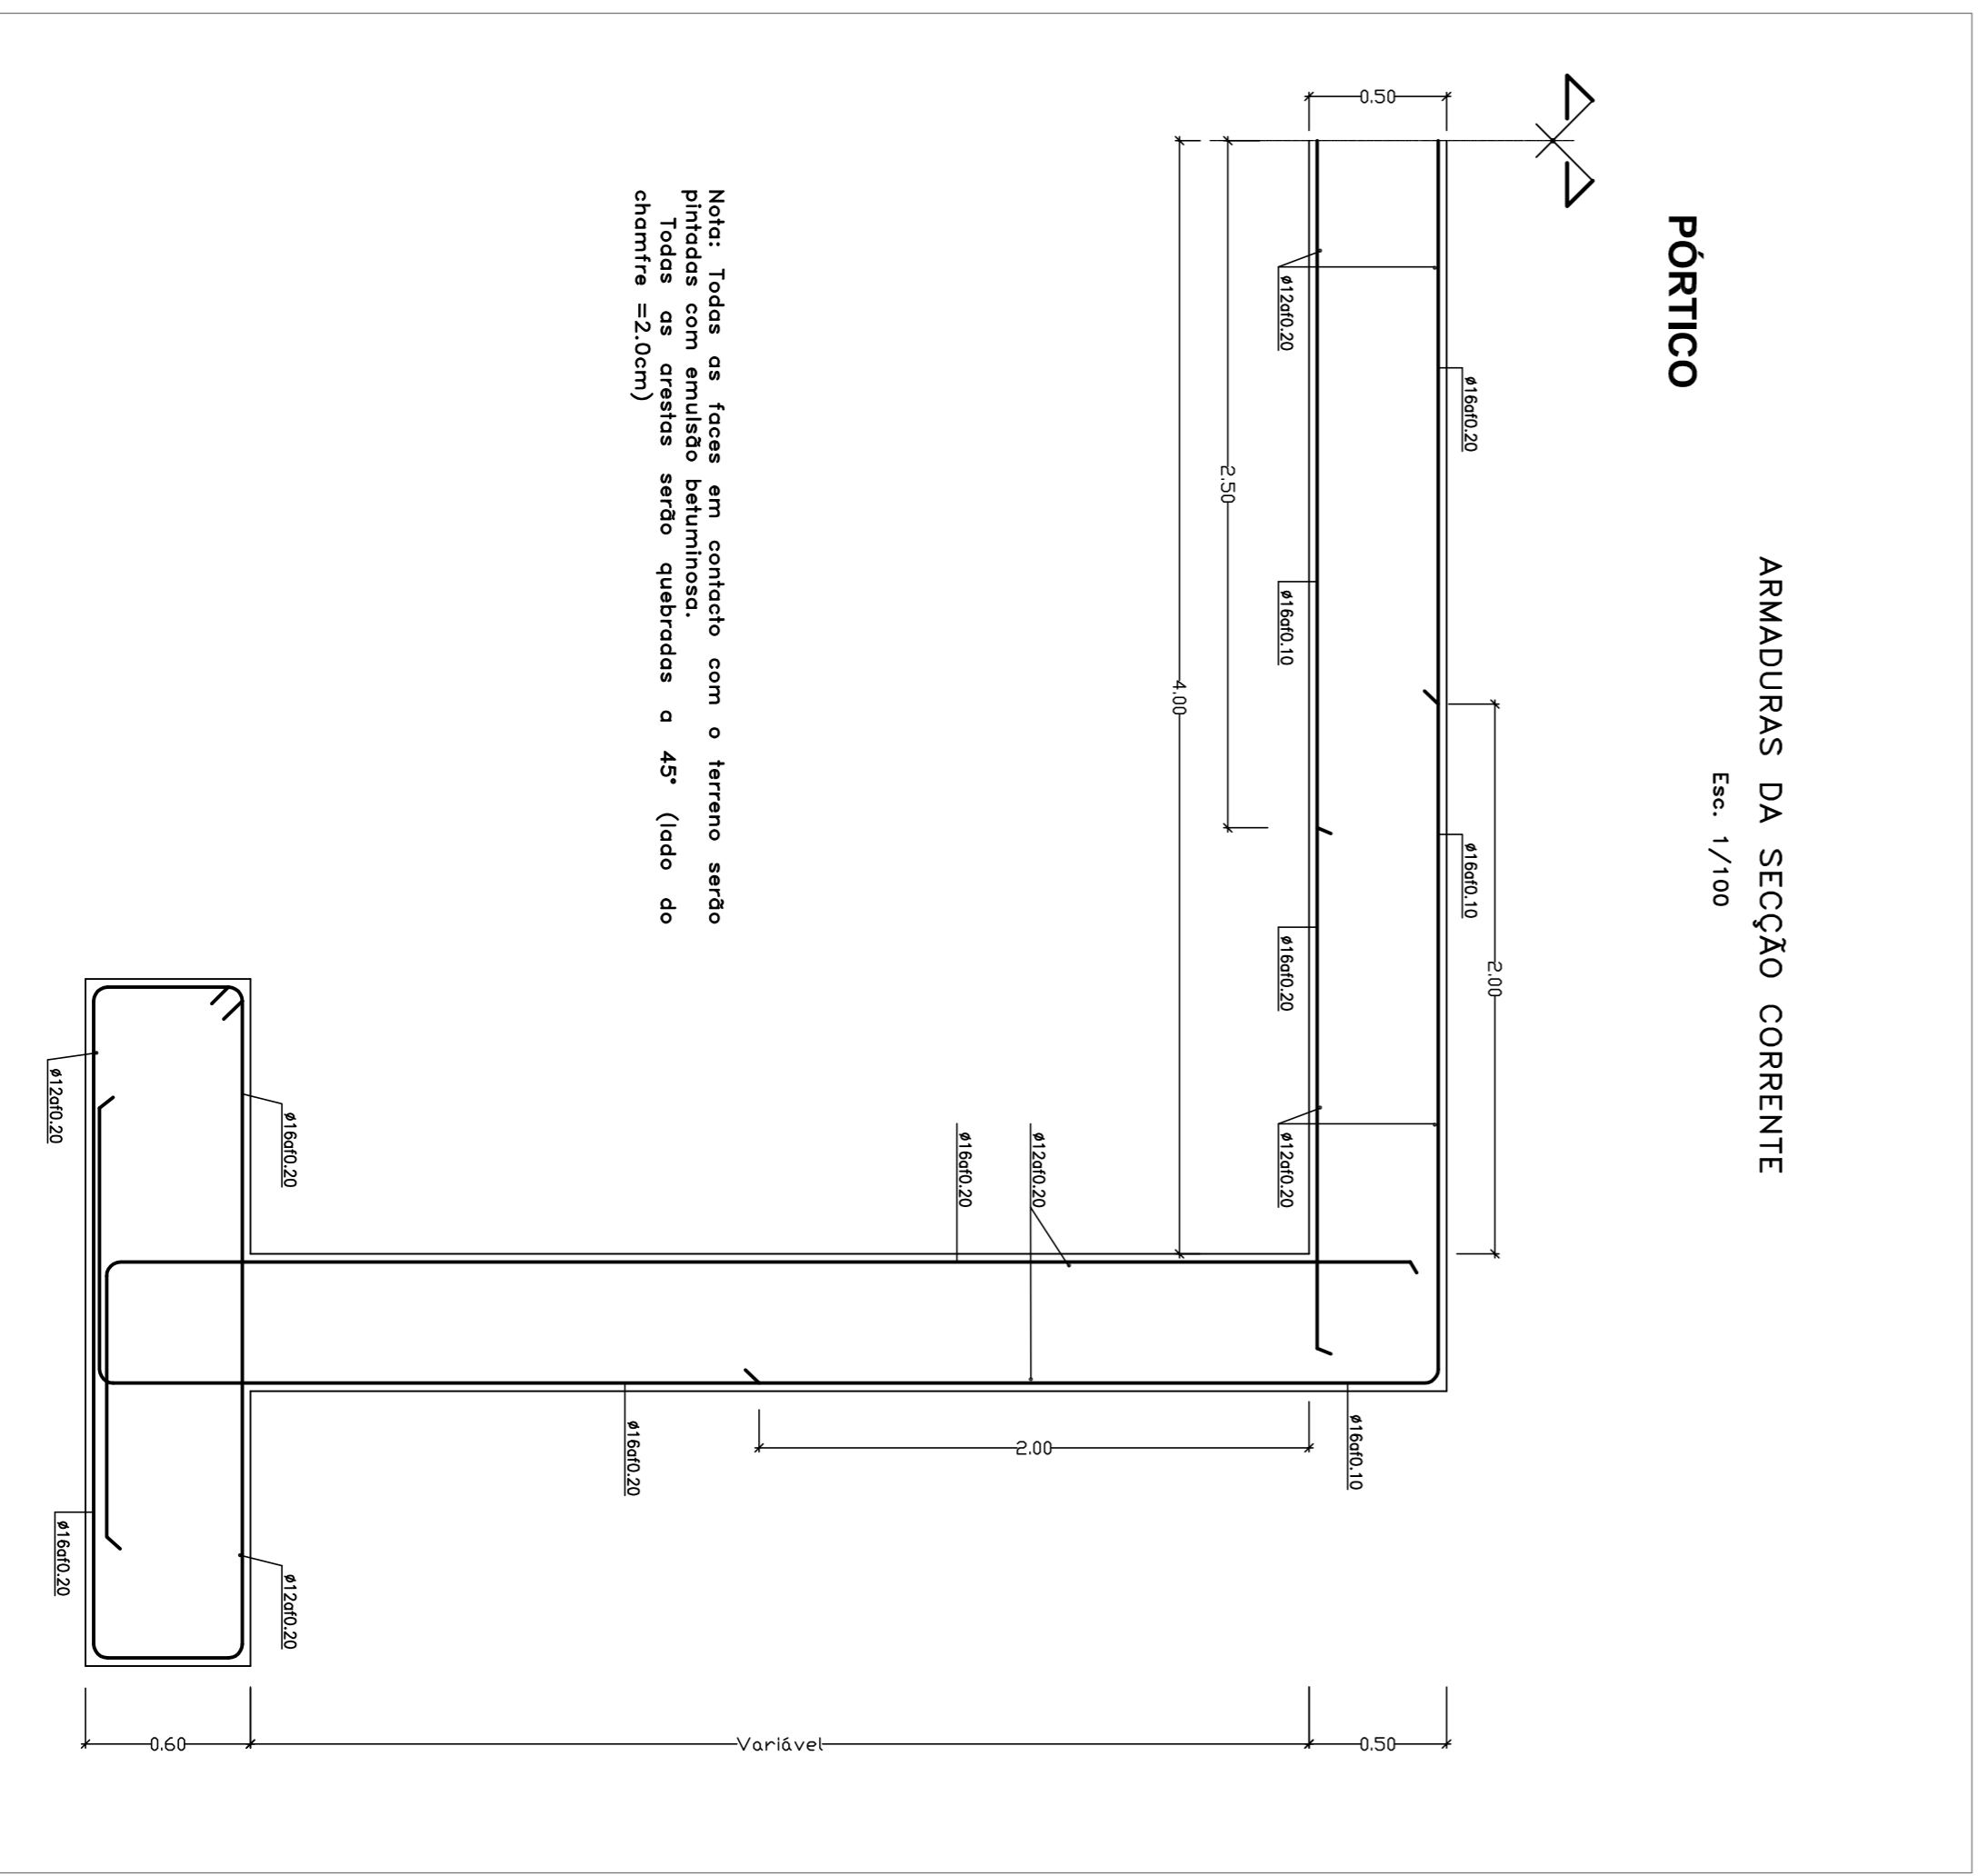 ARMADURAS DA SECÇÃO CORRENTE
Esc. 1/100
PÓRTICO
2.00
ø16af0.20
ø16af0.10
0.50
ø12af0.20
ø16af0.10
ø16af0.20
ø12af0.20
2.50
4.00
ø16af0.10
2.00
ø12af0.20
ø16af0.20
ø16af0.20
Nota: Todas as faces em contacto com o terreno serão
pintadas com emulsão betuminosa.
Todas as arestas serão quebradas a 45° (lado do
chamfre =2.0cm)
ø16af0.20
ø12af0.20
ø12af0.20
ø16af0.20
0.50
Variável
0.60